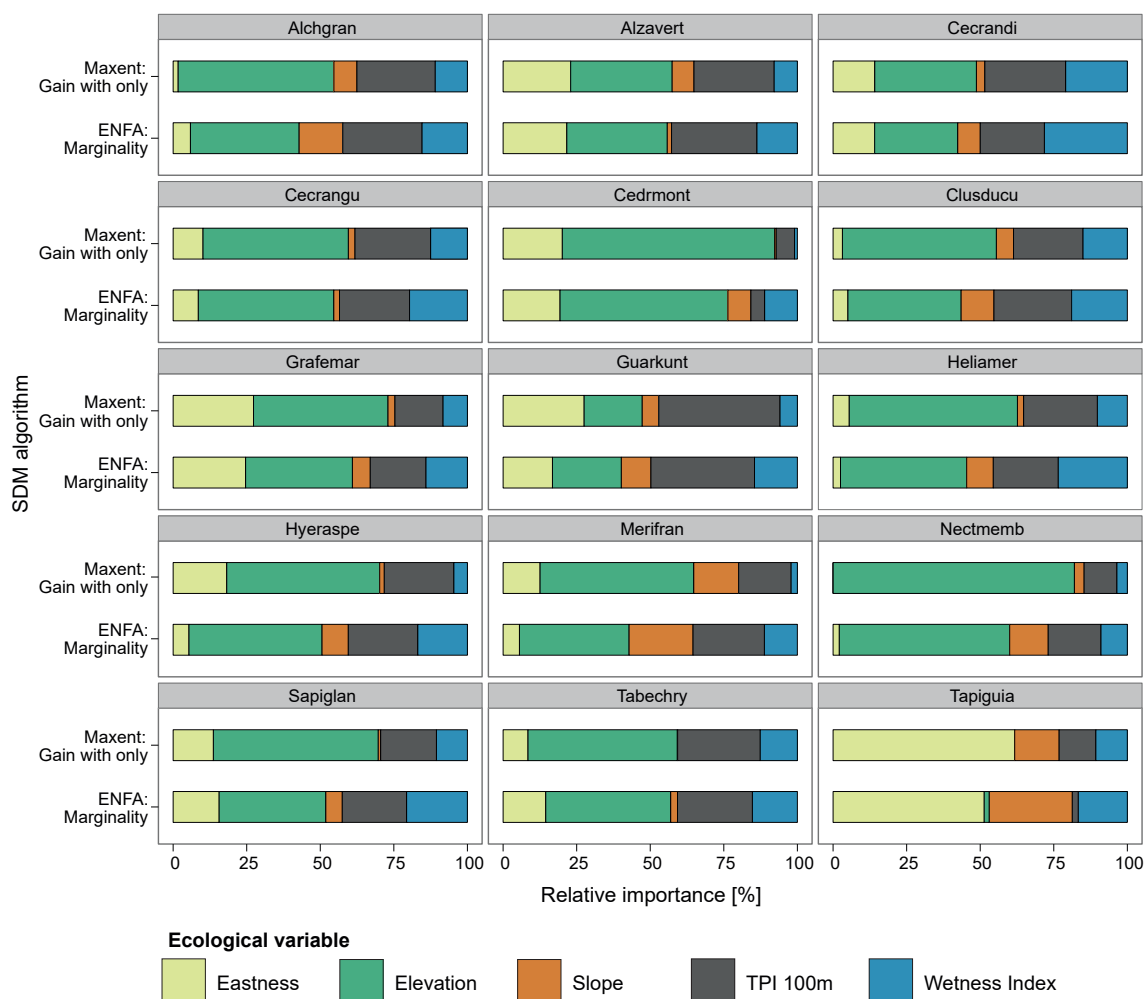 Alchgran Alzavert Cecrandi
Maxent:
Gain with only
ENFA:
Marginality
Cecrangu Cedrmont Clusducu
Maxent:
Gain with only
ENFA:
Marginality
Grafemar Guarkunt Heliamer
Maxent:
Gain with only
ENFA:
Marginality
SDM algorithm
Hyeraspe Merifran Nectmemb
Maxent:
Gain with only
ENFA:
Marginality
Sapiglan Tabechry Tapiguia
Maxent:
Gain with only
ENFA:
Marginality
0 25 50 75 100 0 25 50 75 100 0 25 50 75 100
Relative importance [%]
Ecological variable
Eastness Elevation Slope TPI 100m Wetness Index